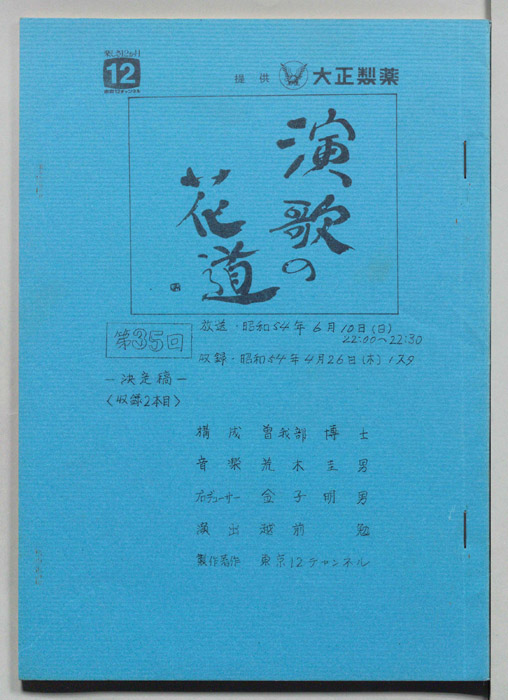 12
提供 大正製薬
演歌の
花道
第35回
放送・昭和54年6月10日(日)
22:00～22:30
収録・昭和54年4月26日(木) 1スタ
－決定稿－
〈収録2本目〉
構成 曽我部博士
音楽 荒木圭男
プロデューサー 金子明男
演出 越前 勉
製作著作 東京12チャンネル